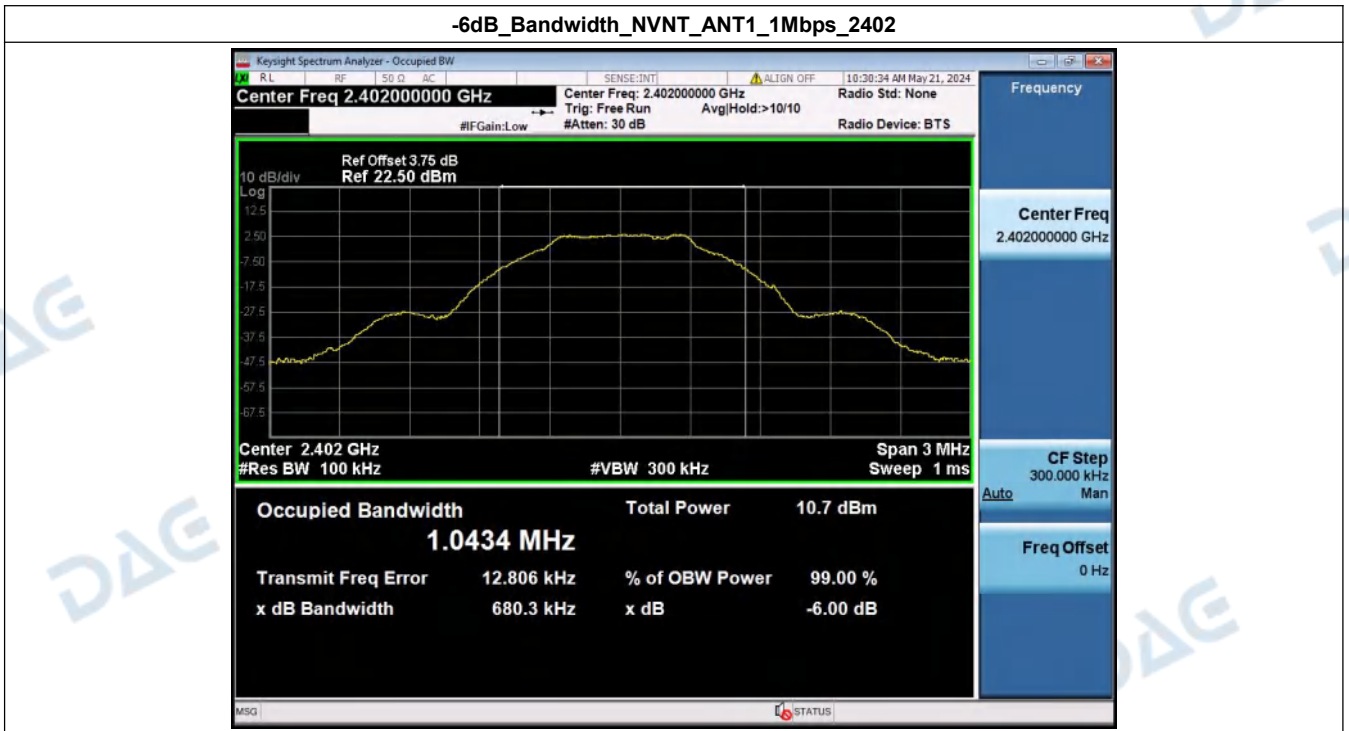 -6dB_Bandwidth_NVNT_ANT1_1Mbps_2402
Keysight Spectrum Analyzer - Occupied BW
LXI RL RF 50 Ω AC SENSE:INT ALIGN OFF 10:30:34 AM May 21, 2024
Center Freq 2.402000000 GHz Center Freq: 2.402000000 GHz Radio Std: None
Trig: Free Run Avg|Hold:>10/10
#IFGain:Low #Atten: 30 dB Radio Device: BTS
Ref Offset 3.75 dB
10 dB/div Ref 22.50 dBm
Log
12.5
2.50
-7.50
-17.5
-27.5
-37.5
-47.5
-57.5
-67.5
Center 2.402 GHz Span 3 MHz
#Res BW 100 kHz #VBW 300 kHz Sweep 1 ms
Occupied Bandwidth Total Power 10.7 dBm
1.0434 MHz
Transmit Freq Error 12.806 kHz % of OBW Power 99.00 %
x dB Bandwidth 680.3 kHz x dB -6.00 dB
MSG STATUS
Frequency
Center Freq
2.402000000 GHz
CF Step
300.000 kHz
Auto Man
Freq Offset
0 Hz
DAG
DAG
DAG